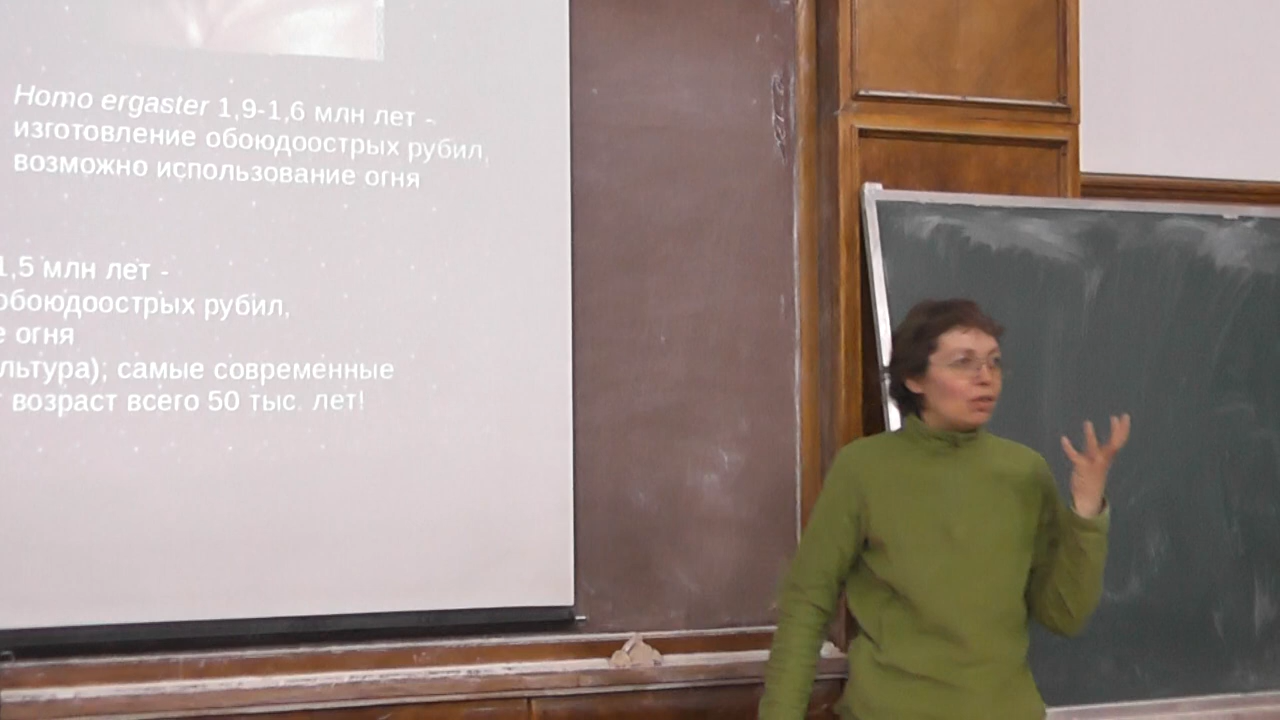 Homo ergaster 1,9-1,6 млн лет -
изготовление обоюдоострых рубил,
возможно использование огня
1,5 млн лет -
обоюдоострых рубил,
е огня
льтура); самые современные
возраст всего 50 тыс. лет!